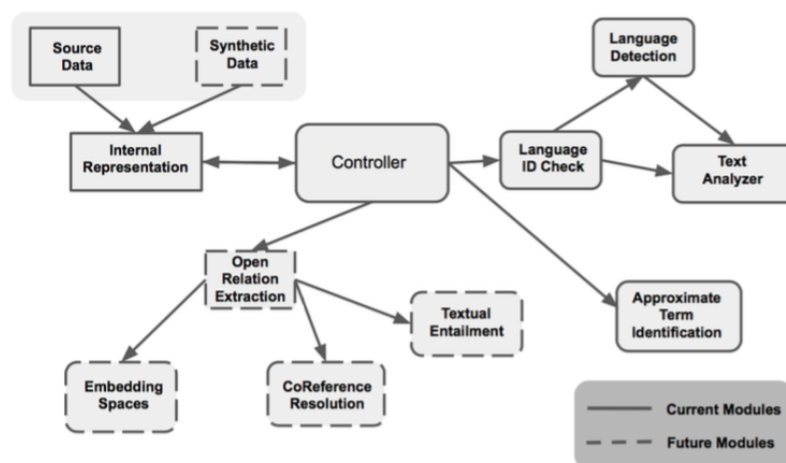 Source
Data
Synthetic
Data
Language
Detection
Internal
Representation
Controller
Language
ID Check
Text
Analyzer
Open
Relation
Extraction
Textual
Entailment
Approximate
Term
Identification
Embedding
Spaces
CoReference
Resolution
Current Modules
Future Modules